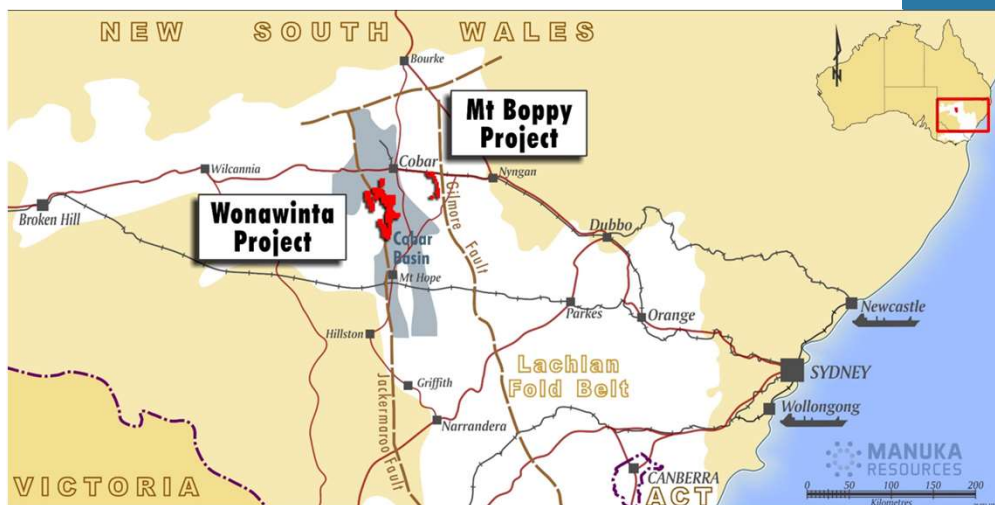 NEW SOUTH WALES
Bourke
Mt Boppy
Project
Cobar
Wilcannia
Nyngan
Broken Hill
Wonawinta
Project
Gilmore Fault
Dubbo
Cobar
Basin
Mt Hope
Newcastle
Parkes
Orange
Hillston
Lachlan
Fold Belt
SYDNEY
Jackermaroo Fault
Griffith
Wollongong
Narrandera
MANUKA
RESOURCES
CANBERRA
VICTORIA
ACT
0 50 100 150 200
Kilometres